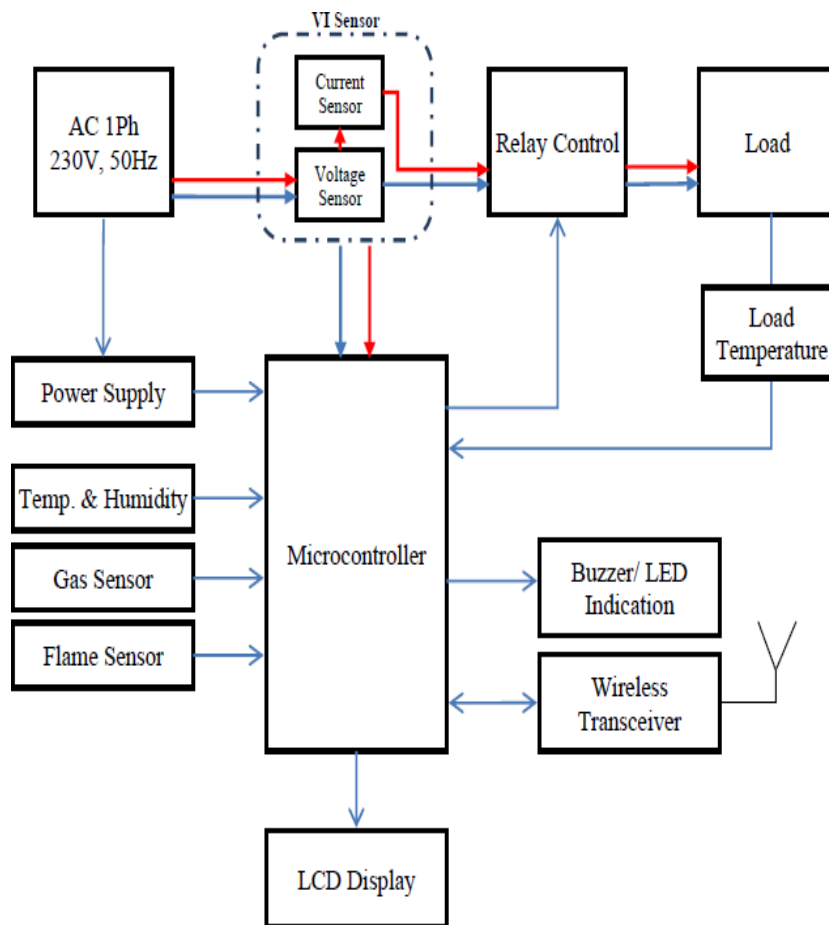 VI Sensor
Current
Sensor
AC 1Ph
230V, 50Hz
Voltage
Sensor
Relay Control
Load
Load
Temperature
Power Supply
Temp. & Humidity
Gas Sensor
Flame Sensor
Microcontroller
Buzzer/ LED
Indication
Wireless
Transceiver
LCD Display